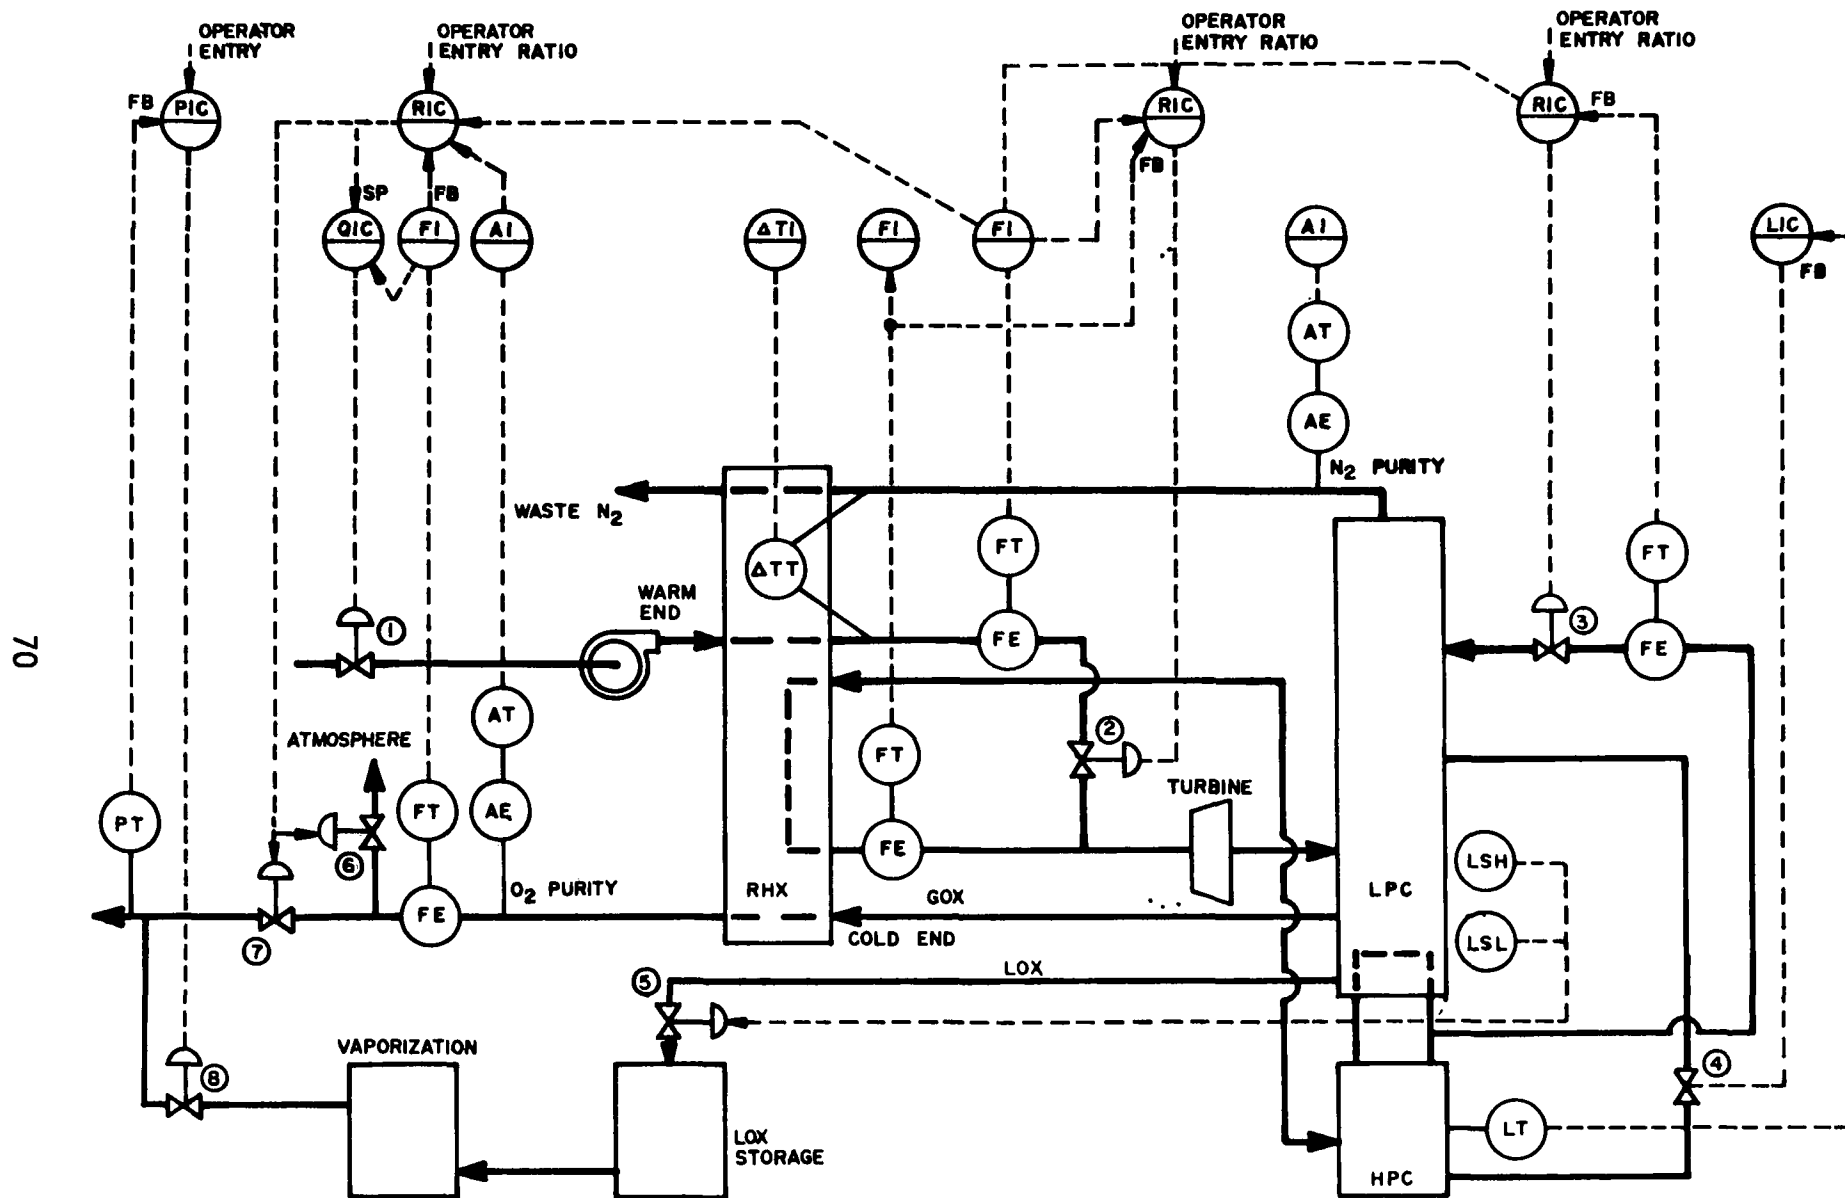 OPERATOR
ENTRY
OPERATOR
ENTRY RATIO
OPERATOR
ENTRY RATIO
OPERATOR
ENTRY RATIO
FB
PIC
RIC
RIC
FB
RIC
FB
SP
FB
QIC
FI
AI
ΔTI
FI
FI
AI
LIC
FB
AT
AE
N2 PURITY
WASTE N2
FT
FT
ΔTT
WARM
END
1
FE
3
FE
70
ATMOSPHERE
AT
FT
2
TURBINE
PT
FT
AE
6
FE
LSH
O2 PURITY
RHX
LPC
GOX
FE
COLD END
LSL
7
LOX
5
VAPORIZATION
8
4
LOX
STORAGE
LT
HPC